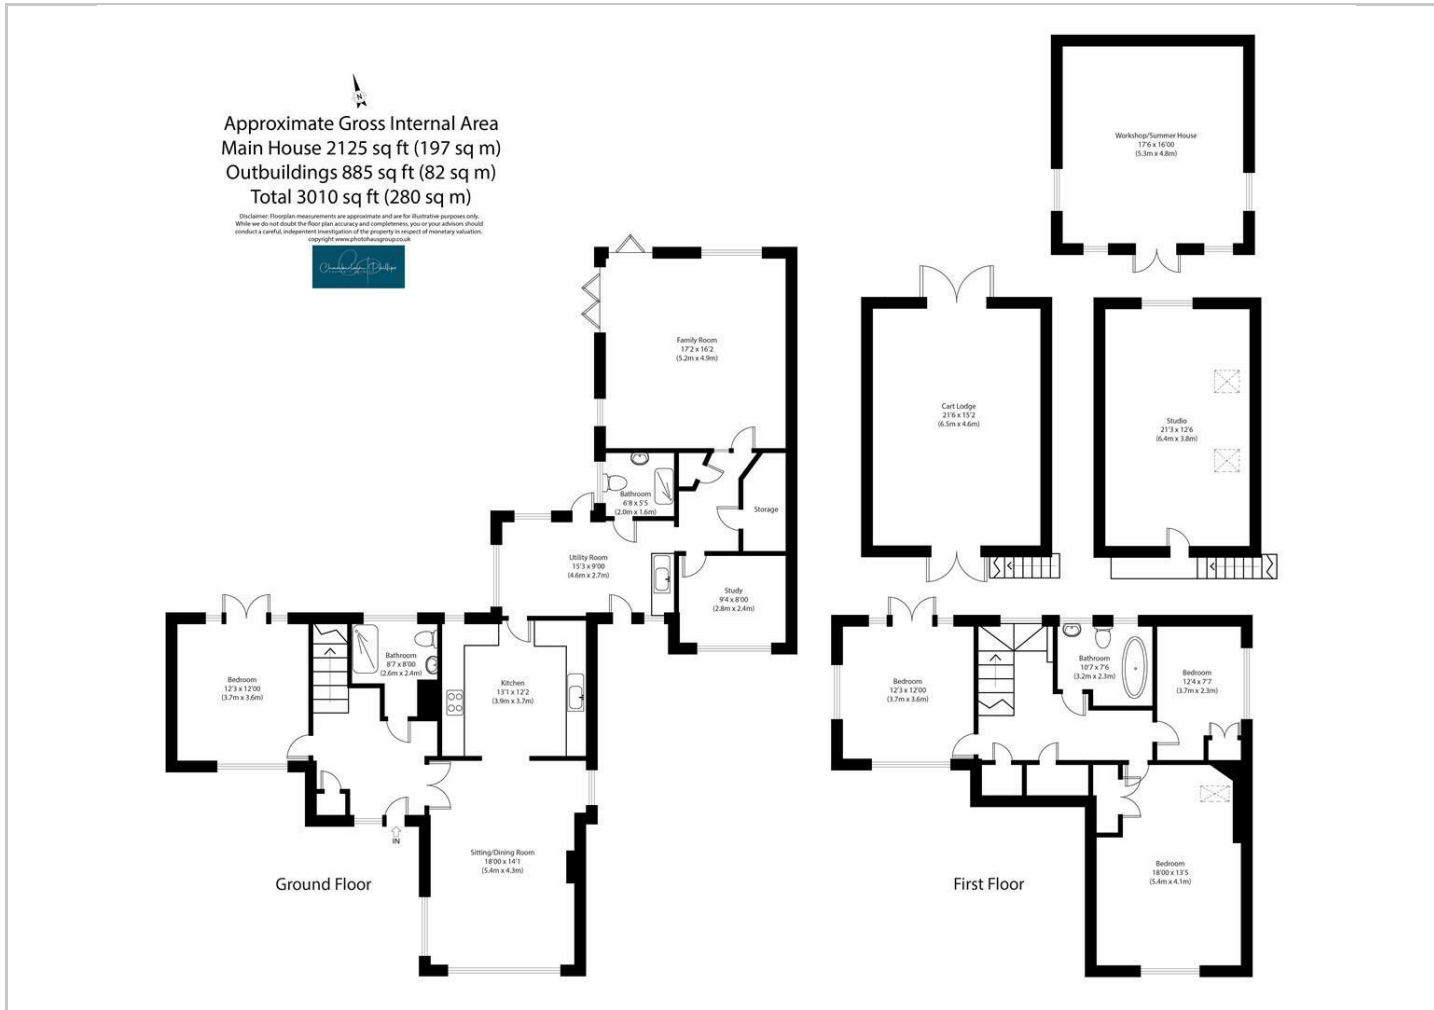 N
Approximate Gross Internal Area
Main House 2125 sq ft (197 sq m)
Outbuildings 885 sq ft (82 sq m)
Total 3010 sq ft (280 sq m)
Disclaimer: Floorplan measurements are approximate and are for illustrative purposes only.
While we do not doubt the floor plan accuracy and completeness, you or your advisors should
conduct a careful, independent investigation of the property in respect of monetary valuation.
copyright www.photohausgroup.co.uk
Chamberlain Phillips
Workshop/Summer House
17'6 x 16'00
(5.3m x 4.8m)
Family Room
17'2 x 16'2
(5.2m x 4.9m)
Cart Lodge
21'6 x 15'2
(6.5m x 4.6m)
Studio
21'3 x 12'6
(6.4m x 3.8m)
Bathroom
6'8 x 5'5
(2.0m x 1.6m)
Storage
Utility Room
15'3 x 9'00
(4.6m x 2.7m)
Study
9'4 x 8'00
(2.8m x 2.4m)
Bedroom
12'3 x 12'00
(3.7m x 3.6m)
Bathroom
8'7 x 8'00
(2.6m x 2.4m)
Kitchen
13'1 x 12'2
(3.9m x 3.7m)
Sitting/Dining Room
18'00 x 14'1
(5.4m x 4.3m)
IN
Ground Floor
Bedroom
12'3 x 12'00
(3.7m x 3.6m)
Bathroom
10'7 x 7'6
(3.2m x 2.3m)
Bedroom
12'4 x 7'7
(3.7m x 2.3m)
Bedroom
18'00 x 13'5
(5.4m x 4.1m)
First Floor